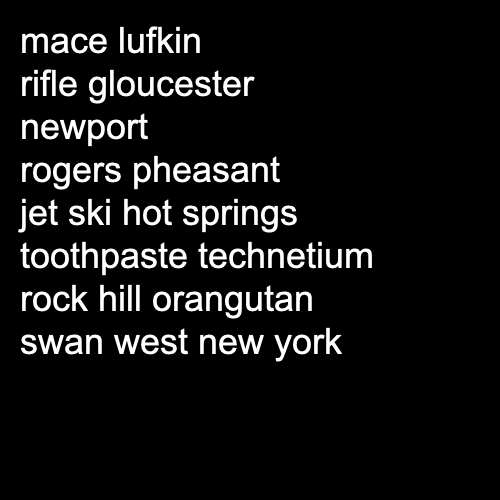 mace lufkin
rifle gloucester
newport
rogers pheasant
jet ski hot springs
toothpaste technetium
rock hill orangutan
swan west new york